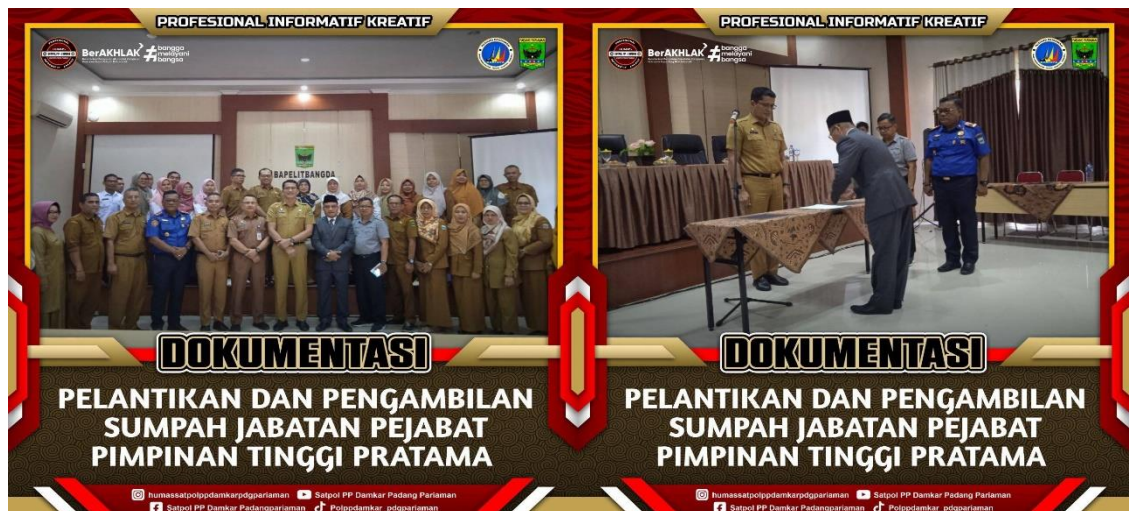 PROFESIONAL INFORMATIF KREATIF
BerAKHLAK
#bangga
melayani
bangsa
BAPELITBANGDA
DOKUMENTASI
PELANTIKAN DAN PENGAMBILAN
SUMPAH JABATAN PEJABAT
PIMPINAN TINGGI PRATAMA
humassatpolppdamkarpdgpariaman Satpol PP Damkar Padang Pariaman
Satpol PP Damkar Padangpariaman Polppdamkar_pdgpariaman
PROFESIONAL INFORMATIF KREATIF
BerAKHLAK
#bangga
melayani
bangsa
DOKUMENTASI
PELANTIKAN DAN PENGAMBILAN
SUMPAH JABATAN PEJABAT
PIMPINAN TINGGI PRATAMA
humassatpolppdamkarpdgpariaman Satpol PP Damkar Padang Pariaman
Satpol PP Damkar Padangpariaman Polppdamkar_pdgpariaman